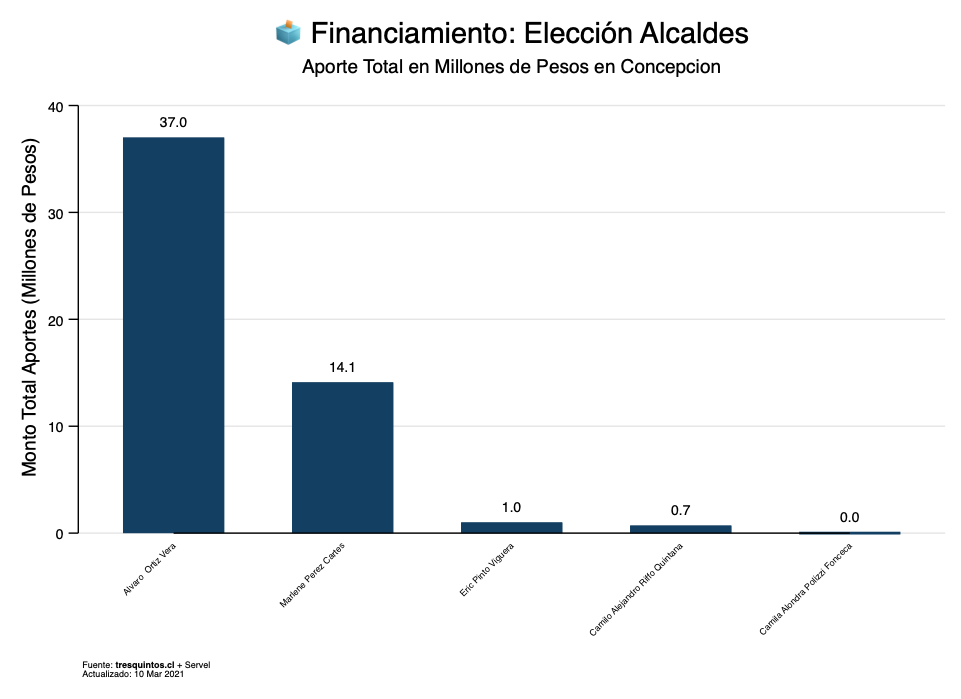 Financiamiento: Elección Alcaldes
Aporte Total en Millones de Pesos en Concepcion
Monto Total Aportes (Millones de Pesos)
40
30
20
10
0
37.0
14.1
1.0
0.7
0.0
Alvaro Ortiz Vera
Marlene Perez Cartes
Eric Pinto Viguera
Camilo Alejandro Riffo Quintana
Camila Alondra Polizzi Fonceca
Fuente: tresquintos.cl + Servel
Actualizado: 10 Mar 2021